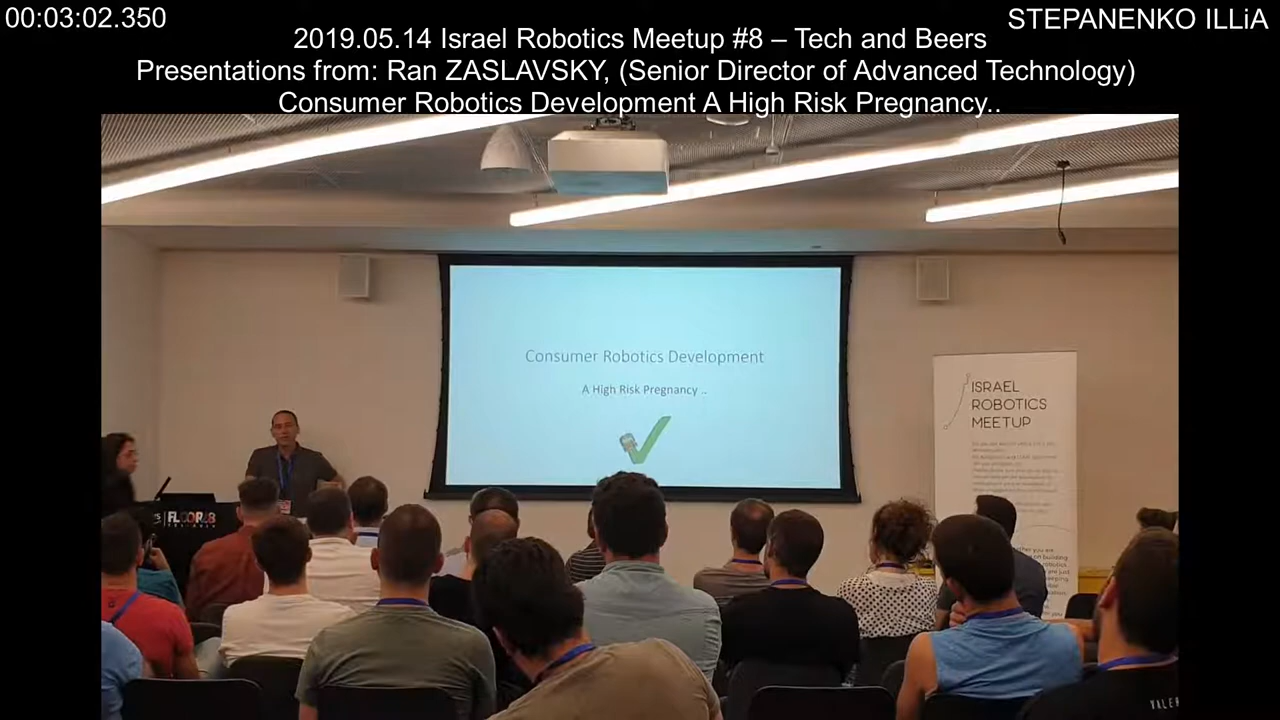 00:03:02.350
STEPANENKO ILLiA
2019.05.14 Israel Robotics Meetup #8 – Tech and Beers
Presentations from: Ran ZASLAVSKY, (Senior Director of Advanced Technology)
Consumer Robotics Development A High Risk Pregnancy..
Consumer Robotics Development
A High Risk Pregnancy ..
ISRAEL
ROBOTICS
MEETUP
FLOOR
VALER